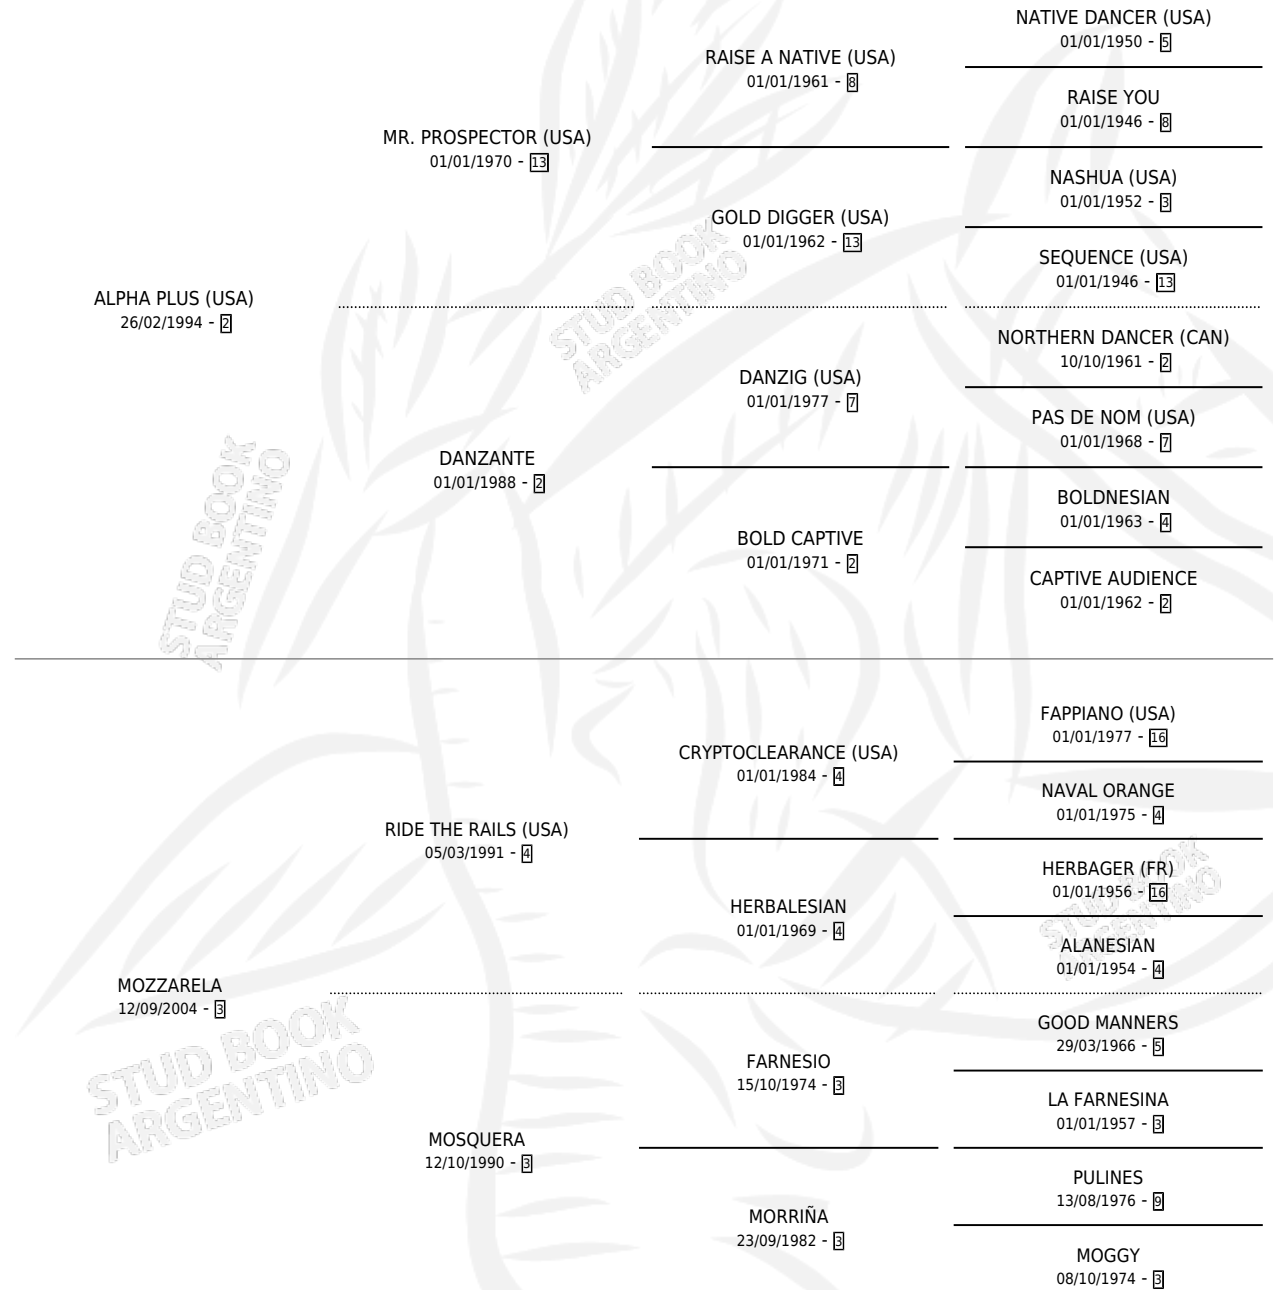 NATIVE DANCER (USA)
01/01/1950 - 5
RAISE A NATIVE (USA)
01/01/1961 - 8
RAISE YOU
01/01/1946 - 8
MR. PROSPECTOR (USA)
01/01/1970 - 13
NASHUA (USA)
01/01/1952 - 3
GOLD DIGGER (USA)
01/01/1962 - 13
SEQUENCE (USA)
01/01/1946 - 13
ALPHA PLUS (USA)
26/02/1994 - 2
STUD BOOK
ARGENTINO
NORTHERN DANCER (CAN)
10/10/1961 - 2
DANZIG (USA)
01/01/1977 - 7
PAS DE NOM (USA)
01/01/1968 - 7
DANZANTE
01/01/1988 - 2
BOLDNESIAN
01/01/1963 - 4
BOLD CAPTIVE
01/01/1971 - 2
CAPTIVE AUDIENCE
01/01/1962 - 2
STUD BOOK
ARGENTINO
FAPPIANO (USA)
01/01/1977 - 16
CRYPTOCLEARANCE (USA)
01/01/1984 - 4
NAVAL ORANGE
01/01/1975 - 4
RIDE THE RAILS (USA)
05/03/1991 - 4
HERBAGER (FR)
01/01/1956 - 16
HERBALESIAN
01/01/1969 - 4
ALANESIAN
01/01/1954 - 4
STUD BOOK
ARGENTINO
MOZZARELA
12/09/2004 - 3
STUD BOOK
ARGENTINO
GOOD MANNERS
29/03/1966 - 5
FARNESIO
15/10/1974 - 3
LA FARNESINA
01/01/1957 - 3
MOSQUERA
12/10/1990 - 3
PULINES
13/08/1976 - 9
MORRIÑA
23/09/1982 - 3
MOGGY
08/10/1974 - 3